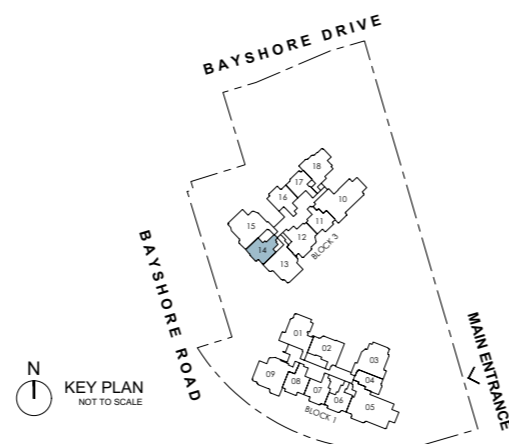 BAYSHORE DRIVE
18
17
16
10
15
11
14
12
13
BLOCK 3
BAYSHORE ROAD
01
02
03
09
08
07
04
06
05
BLOCK 1
MAIN ENTRANCE
N
KEY PLAN
NOT TO SCALE